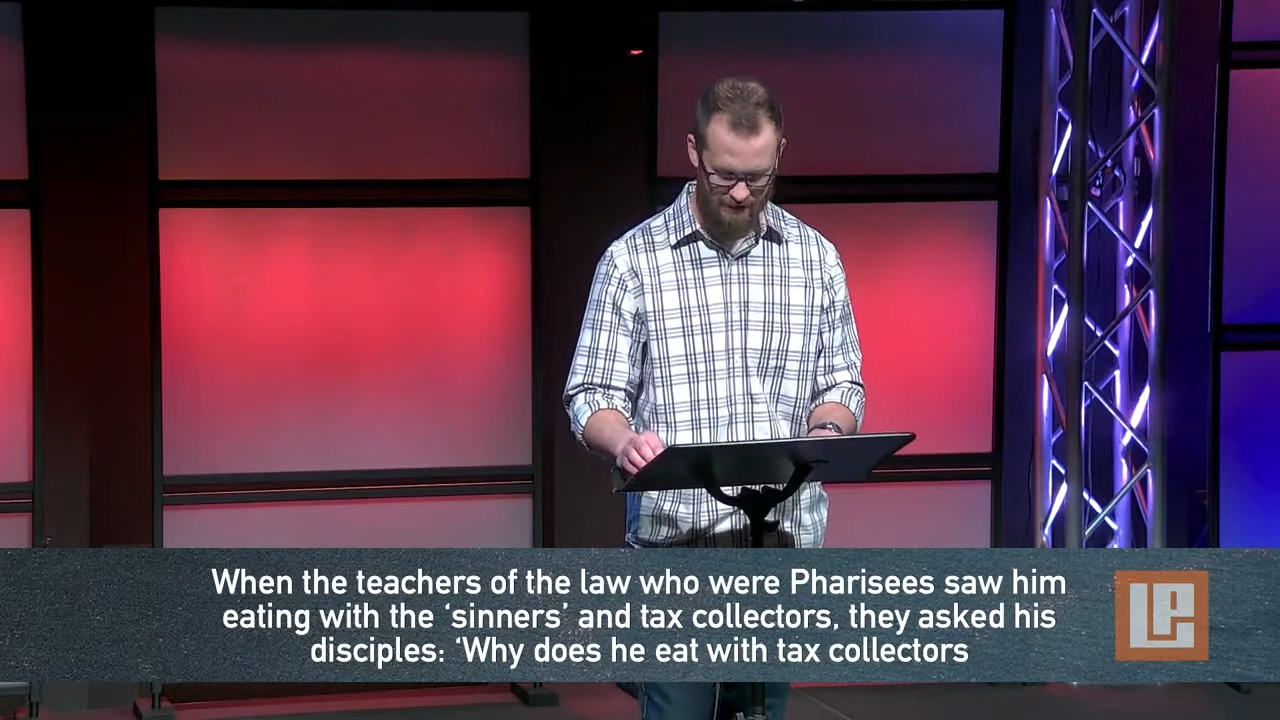 When the teachers of the law who were Pharisees saw him
eating with the ‘sinners’ and tax collectors, they asked his
disciples: ‘Why does he eat with tax collectors
LP